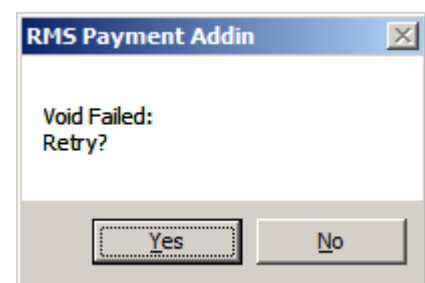 RMS Payment Addin
Void Failed:
Retry?
Yes No